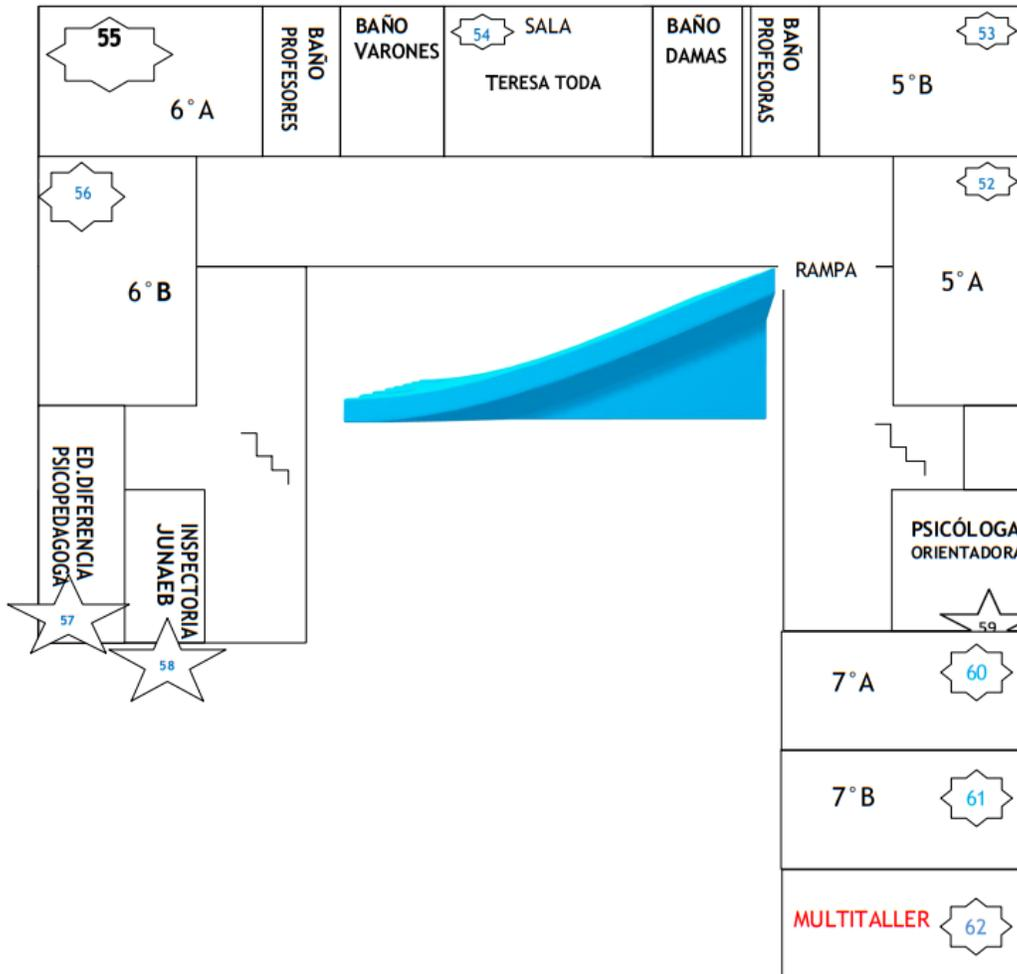 55
6°A
BAÑO
PROFESORES
BAÑO
VARONES
54
SALA
TERESA TODA
BAÑO
DAMAS
BAÑO
PROFESORAS
53
5°B
56
6°B
52
5°A
RAMPA
ED.DIFERENCIA
PSICOPEDAGOGA
57
INSPECTORIA
JUNAEB
58
PSICÓLOGA
ORIENTADORA
59
7°A
60
7°B
61
MULTITALLER
62